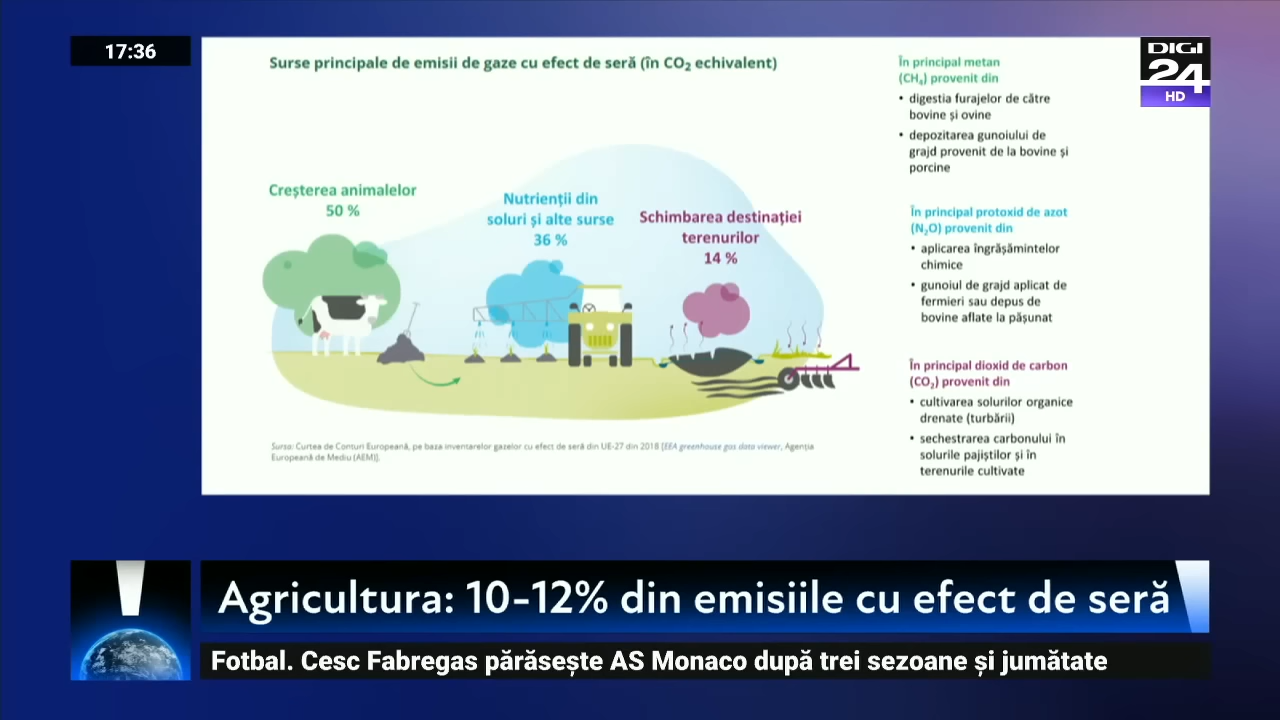 17:36
Surse principale de emisii de gaze cu efect de seră (în CO₂ echivalent)
Creșterea animalelor
50 %
Nutrienții din
soluri și alte surse
36 %
Schimbarea destinației
terenurilor
14 %
Sursa: Curtea de Conturi Europeană, pe baza inventarelor gazelor cu efect de seră din UE-27 din 2018 [EEA greenhouse gas data viewer, Agenția
Europeană de Mediu (AEM)].
În principal metan
(CH₄) provenit din
• digestia furajelor de către
bovine și ovine
• depozitarea gunoiului de
grajd provenit de la bovine și
porcine
În principal protoxid de azot
(N₂O) provenit din
• aplicarea îngrășămintelor
chimice
• gunoiul de grajd aplicat de
fermieri sau depus de
bovine aflate la pășunat
În principal dioxid de carbon
(CO₂) provenit din
• cultivarea solurilor organice
drenate (turbării)
• sechestrarea carbonului în
solurile pajiștilor și în
terenurile cultivate
DIGI
24
HD
Agricultura: 10-12% din emisiile cu efect de seră
Fotbal. Cesc Fabregas părăsește AS Monaco după trei sezoane și jumătate